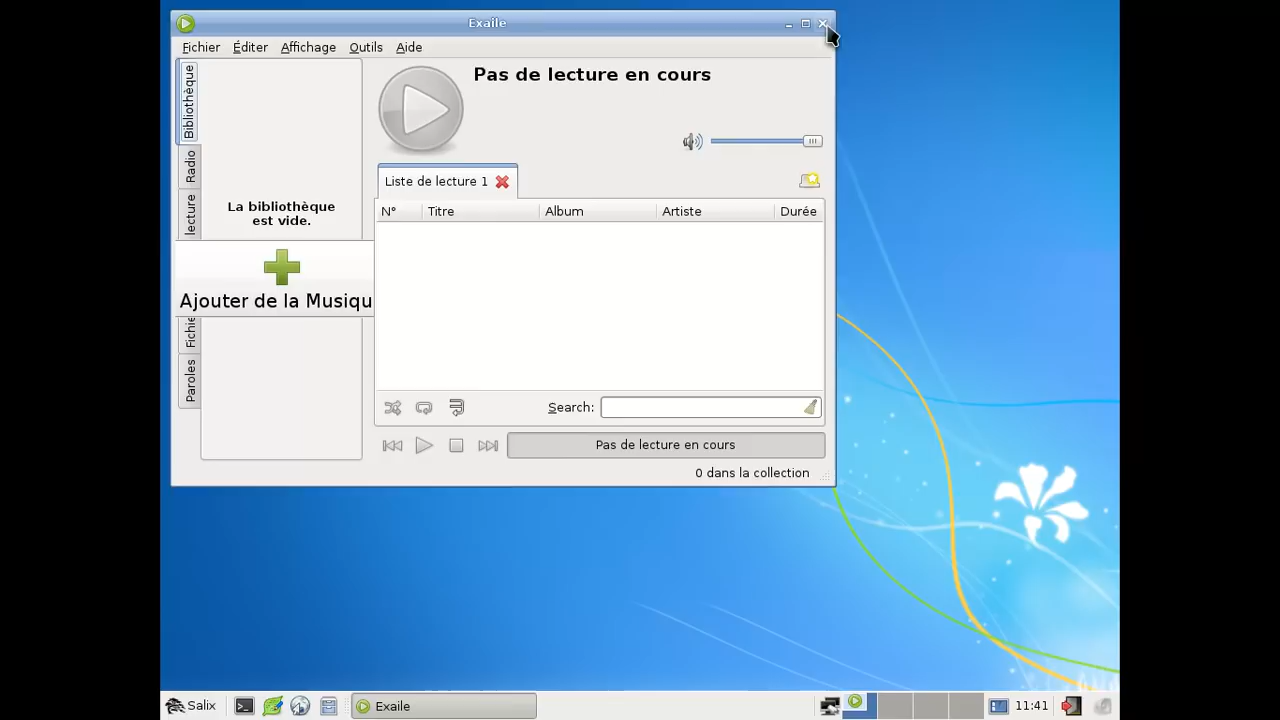 Exaile
Fichier Éditer Affichage Outils Aide
Bibliothèque
Radio
lecture
Fichie
Paroles
La bibliothèque
est vide.
Ajouter de la Musiqu
Pas de lecture en cours
Liste de lecture 1
N° Titre Album Artiste Durée
Search:
Pas de lecture en cours
0 dans la collection
Salix
Exaile
11:41